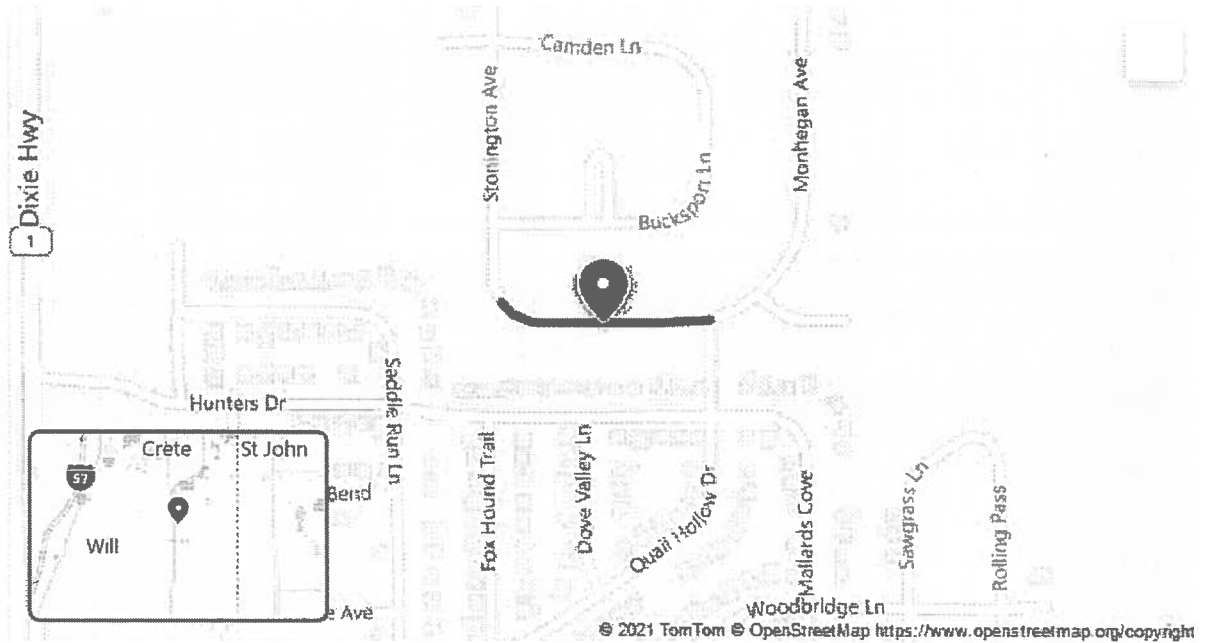 Camden Ln
Stonington Ave
Monhegan Ave
Dixie Hwy
1
Bucksport Ln
Saddle Run Ln
Hunters Dr
Crete
St John
57
Will
Bend
e Ave
Fox Hound Trail
Dove Valley Ln
Quail Hollow Dr
Mallards Cove
Sawgrass Ln
Rolling Pass
Woodbridge Ln
© 2021 TomTom © OpenStreetMap https://www.openstreetmap.org/copyright